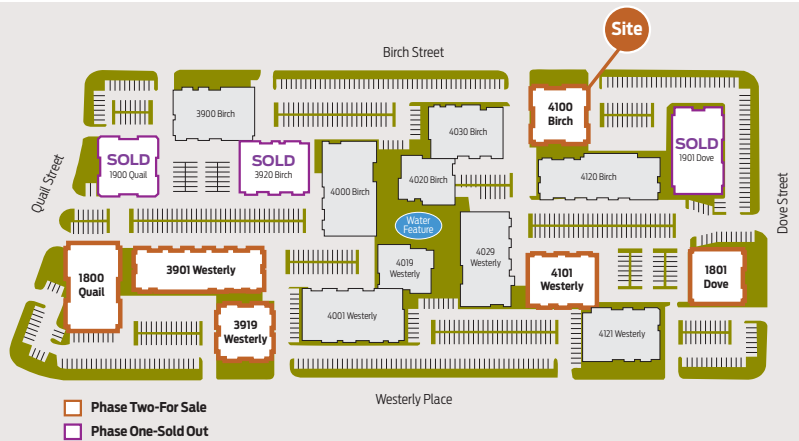 Site
Birch Street
3900 Birch
4100
Birch
4030 Birch
SOLD
1900 Quail
SOLD
3920 Birch
SOLD
1901 Dove
Quail Street
4000 Birch
4020 Birch
4120 Birch
Dove Street
Water
Feature
4029
Westerly
1800
Quail
3901 Westerly
4019
Westerly
4101
Westerly
1801
Dove
3919
Westerly
4001 Westerly
4121 Westerly
Westerly Place
Phase Two-For Sale
Phase One-Sold Out